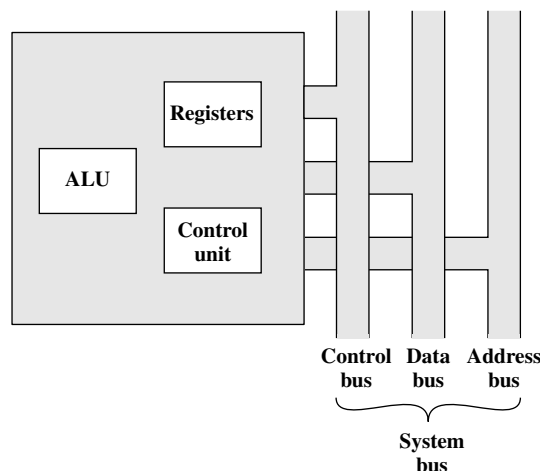 Registers
ALU
Control
unit
Control Data Address
bus bus bus
System
bus